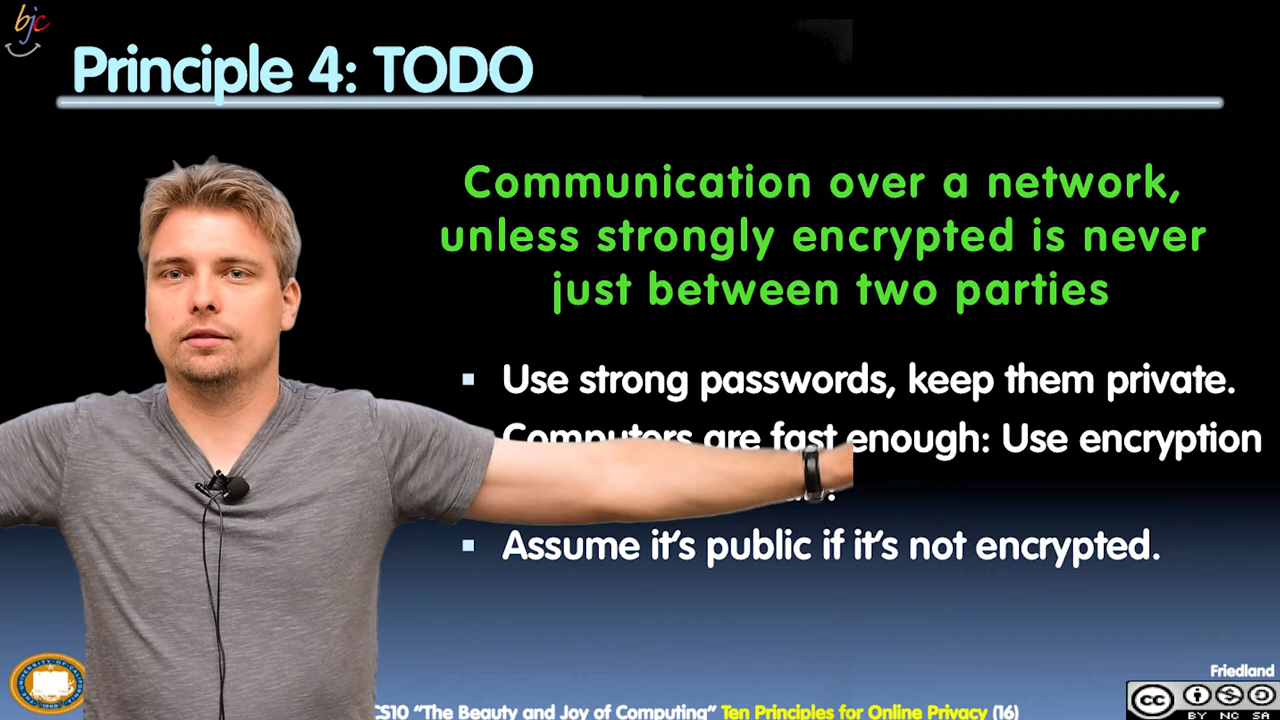 bjc
Principle 4: TODO
Communication over a network,
unless strongly encrypted is never
just between two parties
Use strong passwords, keep them private.
Computers are fast enough: Use encryption
Assume it's public if it's not encrypted.
Friedland
CS10 "The Beauty and Joy of Computing" Ten Principles for Online Privacy (16)
cc
BY NC SA